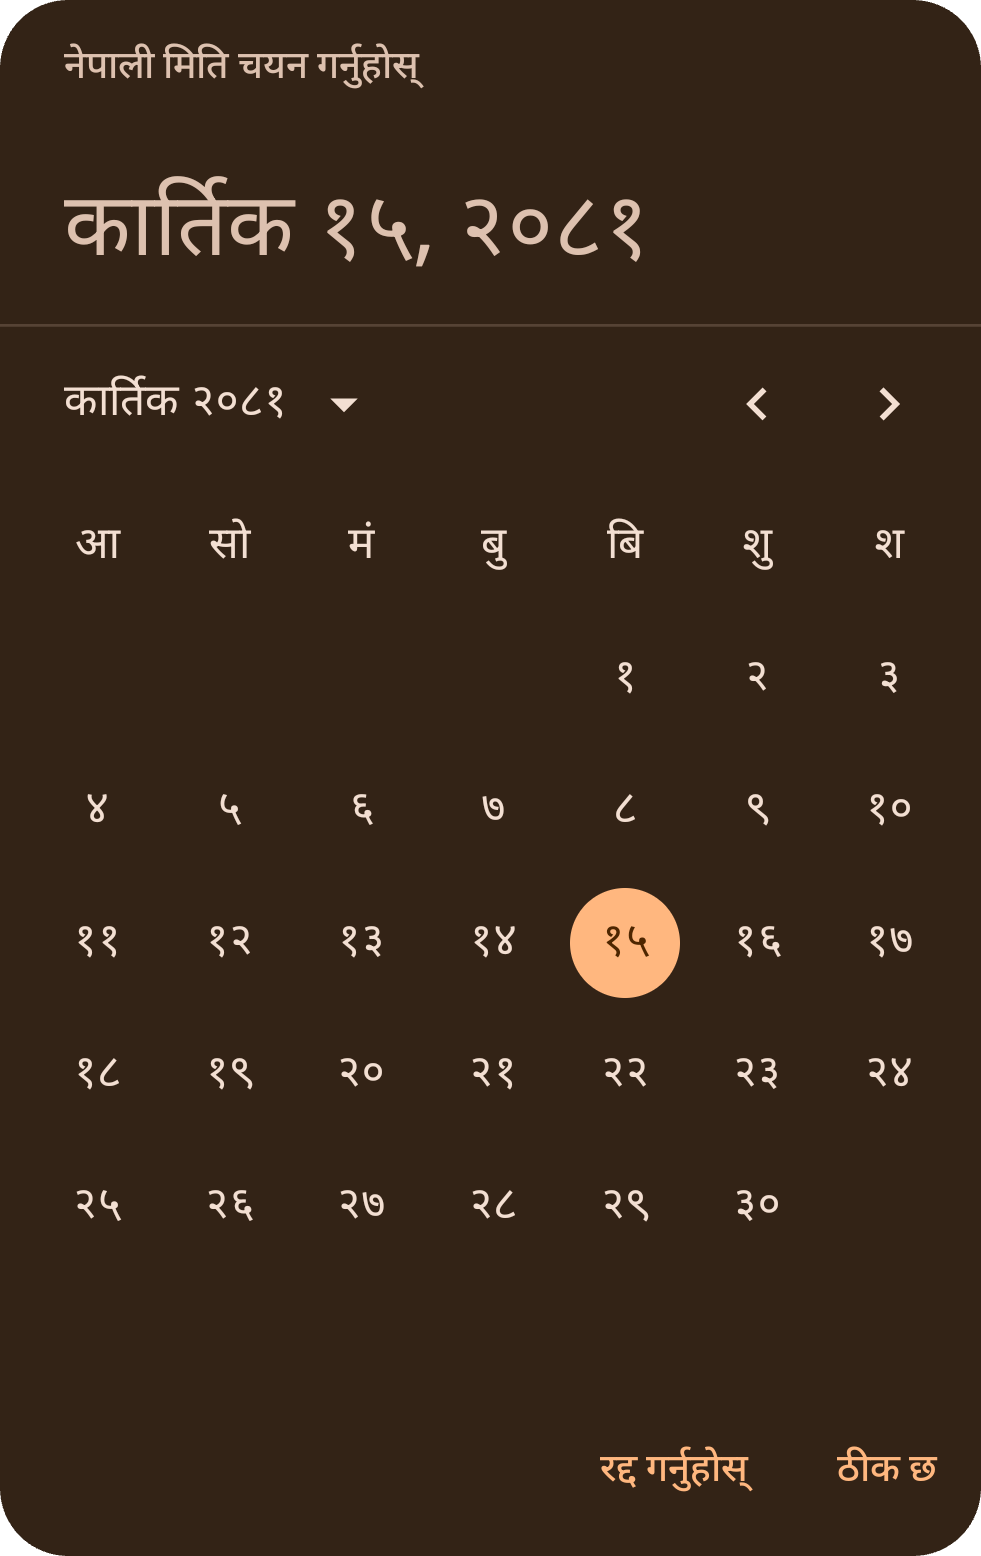 नेपाली मिति चयन गर्नुहोस्
कार्तिक १५, २०८१
कार्तिक २०८१
आ सो मं बु बि शु श
१ २ ३
४ ५ ६ ७ ८ ९ १०
११ १२ १३ १४ १५ १६ १७
१८ १९ २० २१ २२ २३ २४
२५ २६ २७ २८ २९ ३०
रद्द गर्नुहोस् ठीक छ